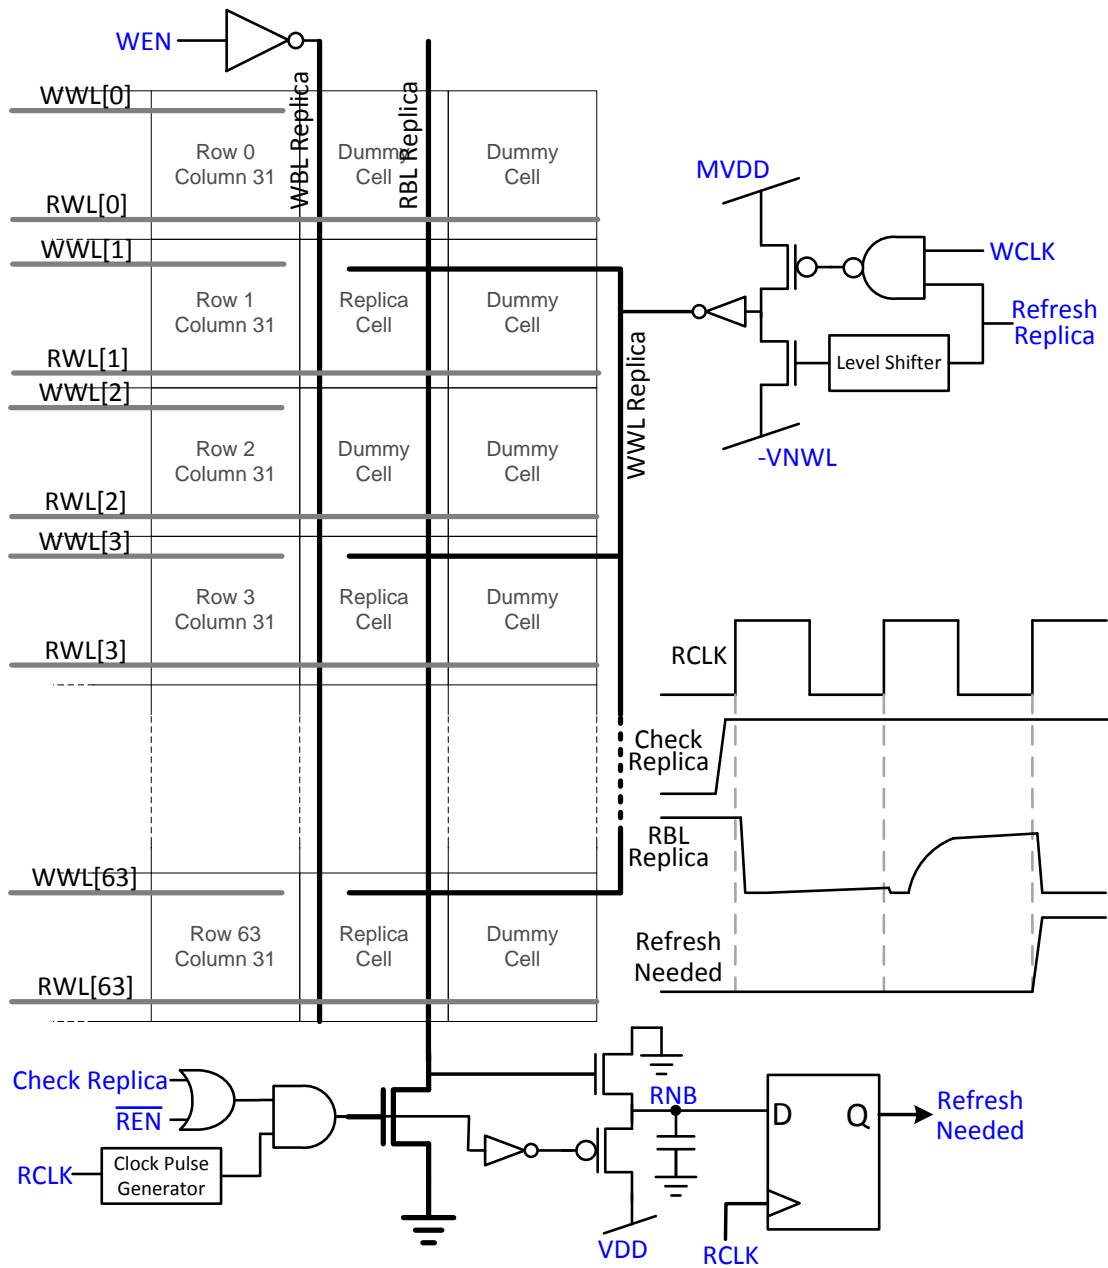 WEN
WWL[0]
WBL Replica
RBL Replica
Row 0
Column 31
Dummy
Cell
Dummy
Cell
RWL[0]
MVDD
WWL[1]
WCLK
Row 1
Column 31
Replica
Cell
Dummy
Cell
Refresh
Replica
RWL[1]
Level Shifter
WWL[2]
WWL Replica
Row 2
Column 31
Dummy
Cell
Dummy
Cell
-VNWL
RWL[2]
WWL[3]
Row 3
Column 31
Replica
Cell
Dummy
Cell
RWL[3]
RCLK
Check
Replica
RBL
Replica
WWL[63]
Row 63
Column 31
Replica
Cell
Dummy
Cell
Refresh
Needed
RWL[63]
Check Replica
REN
RNB
D
Q
Refresh
Needed
RCLK
Clock Pulse
Generator
VDD
RCLK